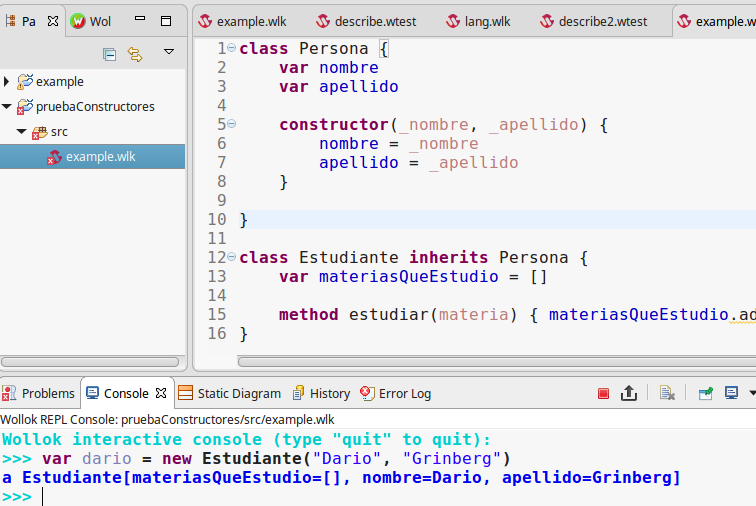 Pa
Wol
example.wlk
describe.wtest
lang.wlk
describe2.wtest
example.w
example
pruebaConstructores
src
example.wlk
1 class Persona {
2 var nombre
3 var apellido
4
5 constructor(_nombre, _apellido) {
6 nombre = _nombre
7 apellido = _apellido
8 }
9
10 }
11
12 class Estudiante inherits Persona {
13 var materiasQueEstudio = []
14
15 method estudiar(materia) { materiasQueEstudio.ad
16 }
Problems
Console
Static Diagram
History
Error Log
Wollok REPL Console: pruebaConstructores/src/example.wlk
Wollok interactive console (type "quit" to quit):
>>> var dario = new Estudiante("Dario", "Grinberg")
a Estudiante[materiasQueEstudio=[], nombre=Dario, apellido=Grinberg]
>>>